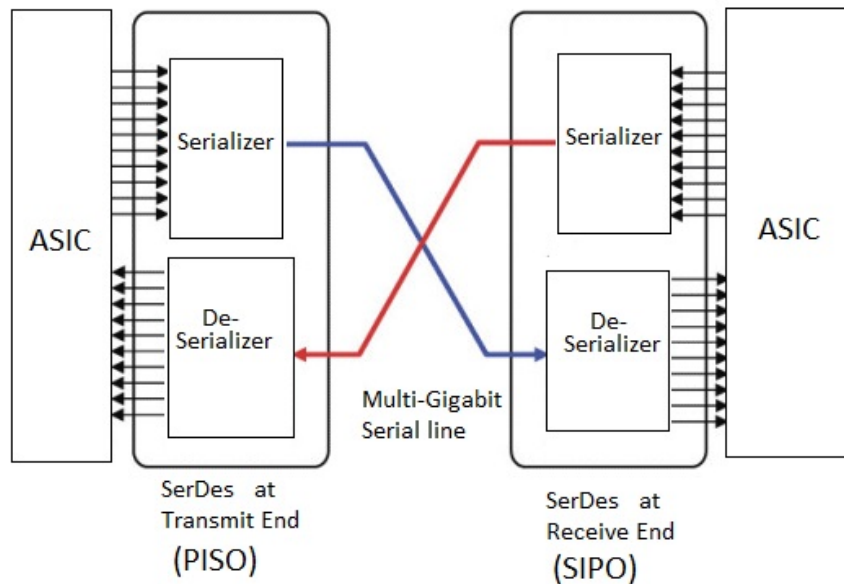 ASIC
Serializer
De-
Serializer
SerDes at
Transmit End
(PISO)
Multi-Gigabit
Serial line
Serializer
De-
Serializer
SerDes at
Receive End
(SIPO)
ASIC